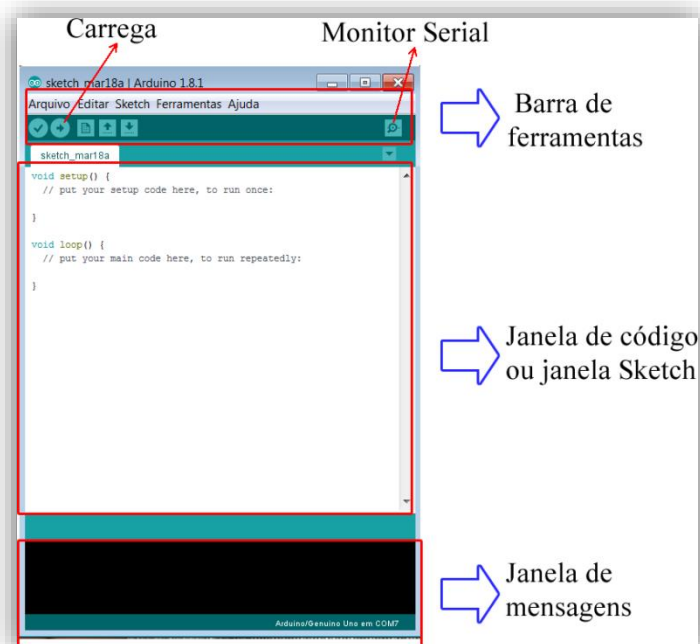 Carrega
Monitor Serial
sketch_mar18a | Arduino 1.8.1
Arquivo Editar Sketch Ferramentas Ajuda
Barra de
ferramentas
sketch_mar18a
void setup() {
// put your setup code here, to run once:
}
void loop() {
// put your main code here, to run repeatedly:
}
Janela de código
ou janela Sketch
Janela de
mensagens
Arduino/Genuino Uno em COM7